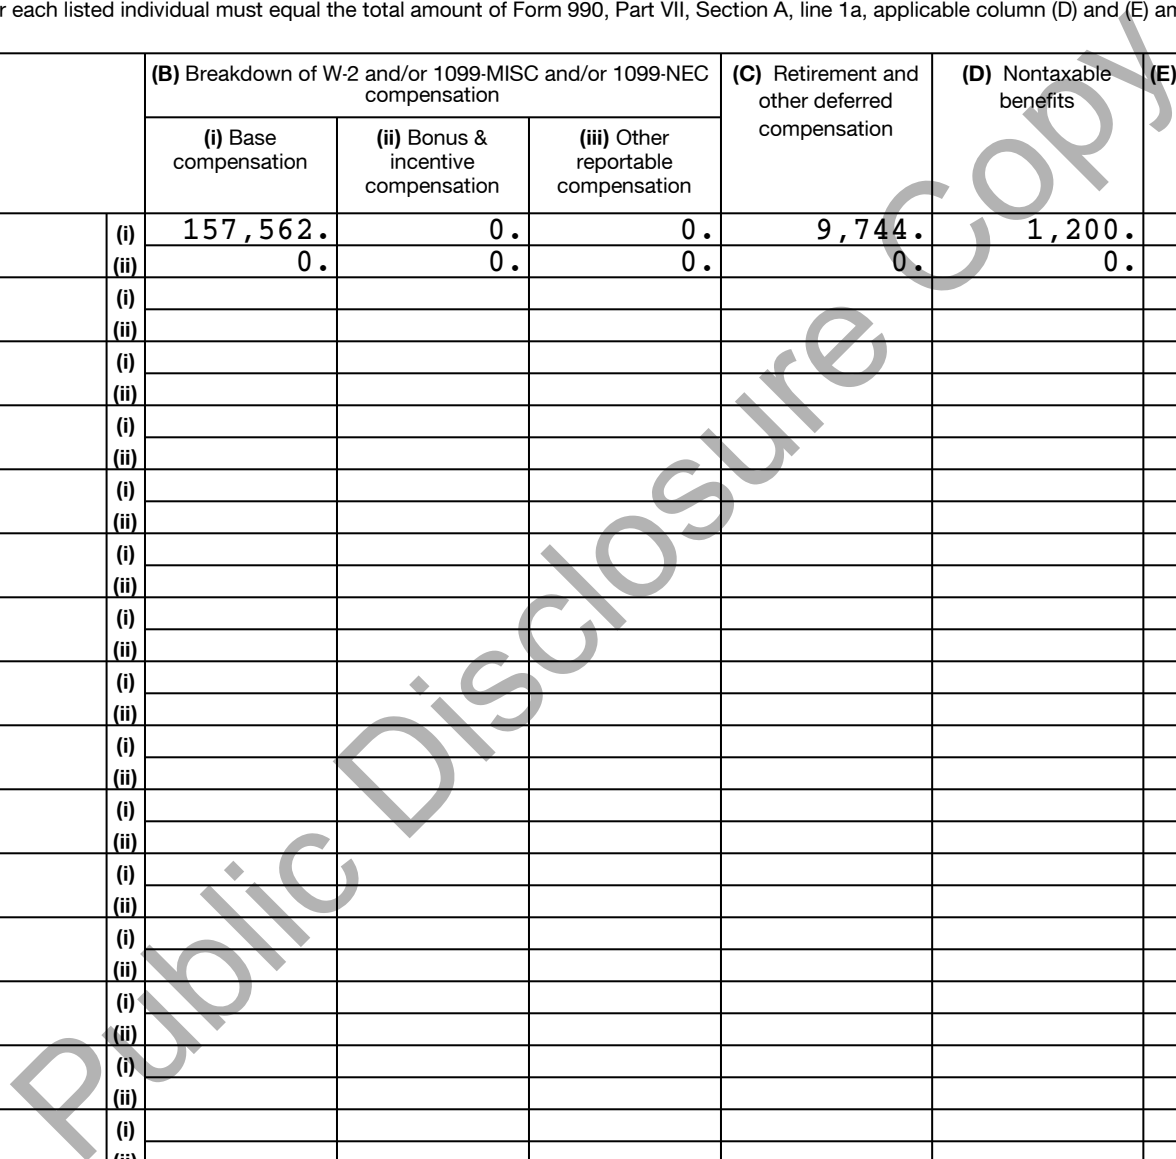 r each listed individual must equal the total amount of Form 990, Part VII, Section A, line 1a, applicable column (D) and (E) am
(B) Breakdown of W-2 and/or 1099-MISC and/or 1099-NEC
compensation
(C) Retirement and
other deferred
compensation
(D) Nontaxable
benefits
(E)
(i) Base
compensation
(ii) Bonus &
incentive
compensation
(iii) Other
reportable
compensation
(i) 157,562. 0. 0. 9,744. 1,200.
(ii) 0. 0. 0. 0. 0.
(i)
(ii)
(i)
(ii)
(i)
(ii)
(i)
(ii)
(i)
(ii)
(i)
(ii)
(i)
(ii)
(i)
(ii)
(i)
(ii)
(i)
(ii)
(i)
(ii)
(i)
(ii)
(i)
(ii)
(i)
(ii)
Public Disclosure Copy